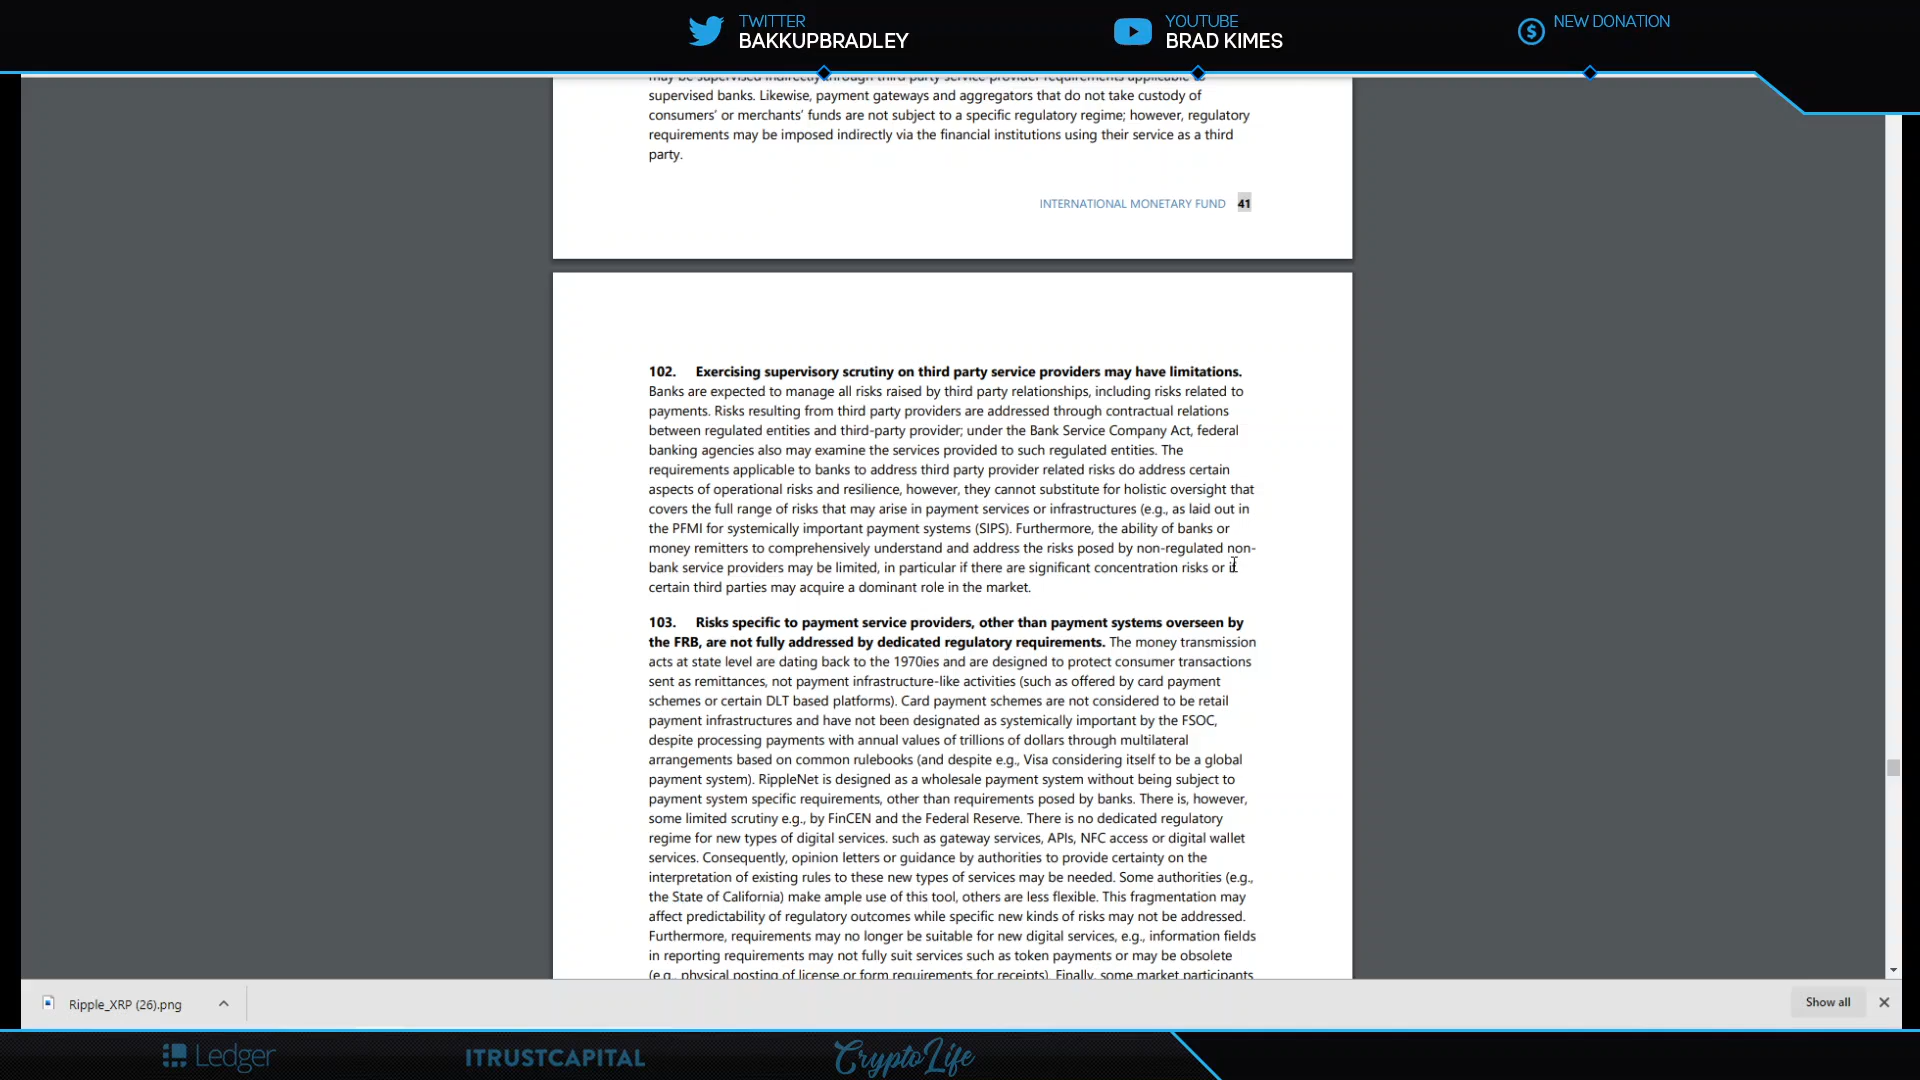 TWITTER
BAKKUPBRADLEY
YOUTUBE
BRAD KIMES
NEW DONATION
may be supervised indirectly through third party service provider requirements applicable to
supervised banks. Likewise, payment gateways and aggregators that do not take custody of
consumers' or merchants' funds are not subject to a specific regulatory regime; however, regulatory
requirements may be imposed indirectly via the financial institutions using their service as a third
party.
INTERNATIONAL MONETARY FUND 41
102. Exercising supervisory scrutiny on third party service providers may have limitations.
Banks are expected to manage all risks raised by third party relationships, including risks related to
payments. Risks resulting from third party providers are addressed through contractual relations
between regulated entities and third-party provider; under the Bank Service Company Act, federal
banking agencies also may examine the services provided to such regulated entities. The
requirements applicable to banks to address third party provider related risks do address certain
aspects of operational risks and resilience, however, they cannot substitute for holistic oversight that
covers the full range of risks that may arise in payment services or infrastructures (e.g., as laid out in
the PFMI for systemically important payment systems (SIPS). Furthermore, the ability of banks or
money remitters to comprehensively understand and address the risks posed by non-regulated non-
bank service providers may be limited, in particular if there are significant concentration risks or if
certain third parties may acquire a dominant role in the market.
103. Risks specific to payment service providers, other than payment systems overseen by
the FRB, are not fully addressed by dedicated regulatory requirements. The money transmission
acts at state level are dating back to the 1970ies and are designed to protect consumer transactions
sent as remittances, not payment infrastructure-like activities (such as offered by card payment
schemes or certain DLT based platforms). Card payment schemes are not considered to be retail
payment infrastructures and have not been designated as systemically important by the FSOC,
despite processing payments with annual values of trillions of dollars through multilateral
arrangements based on common rulebooks (and despite e.g., Visa considering itself to be a global
payment system). RippleNet is designed as a wholesale payment system without being subject to
payment system specific requirements, other than requirements posed by banks. There is, however,
some limited scrutiny e.g., by FinCEN and the Federal Reserve. There is no dedicated regulatory
regime for new types of digital services. such as gateway services, APIs, NFC access or digital wallet
services. Consequently, opinion letters or guidance by authorities to provide certainty on the
interpretation of existing rules to these new types of services may be needed. Some authorities (e.g.,
the State of California) make ample use of this tool, others are less flexible. This fragmentation may
affect predictability of regulatory outcomes while specific new kinds of risks may not be addressed.
Furthermore, requirements may no longer be suitable for new digital services, e.g., information fields
in reporting requirements may not fully suit services such as token payments or may be obsolete
(e.g., physical posting of license or form requirements for receipts). Finally, some market participants
Ripple_XRP (26).png
Show all
Ledger
ITRUSTCAPITAL
CryptoLife